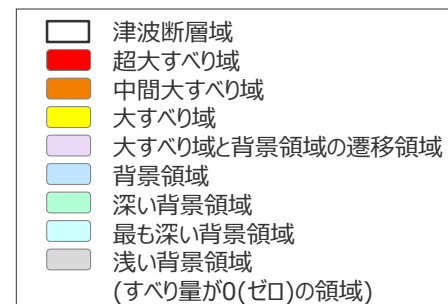 津波断層域
超大すべり域
中間大すべり域
大すべり域
大すべり域と背景領域の遷移領域
背景領域
深い背景領域
最も深い背景領域
浅い背景領域
(すべり量が0(ゼロ)の領域)